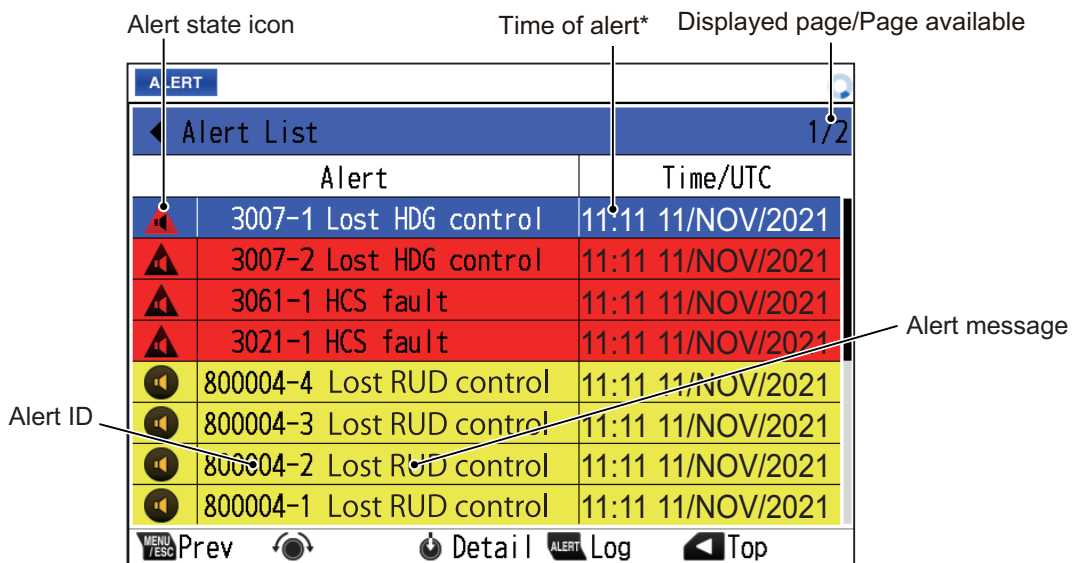 Alert state icon
Time of alert*
Displayed page/Page available
ALERT
Alert List 1/2
Alert Time/UTC
3007-1 Lost HDG control 11:11 11/NOV/2021
3007-2 Lost HDG control 11:11 11/NOV/2021
3061-1 HCS fault 11:11 11/NOV/2021
3021-1 HCS fault 11:11 11/NOV/2021
Alert message
800004-4 Lost RUD control 11:11 11/NOV/2021
Alert ID
800004-3 Lost RUD control 11:11 11/NOV/2021
800004-2 Lost RUD control 11:11 11/NOV/2021
800004-1 Lost RUD control 11:11 11/NOV/2021
MENU/ESC Prev Detail ALERT Log Top